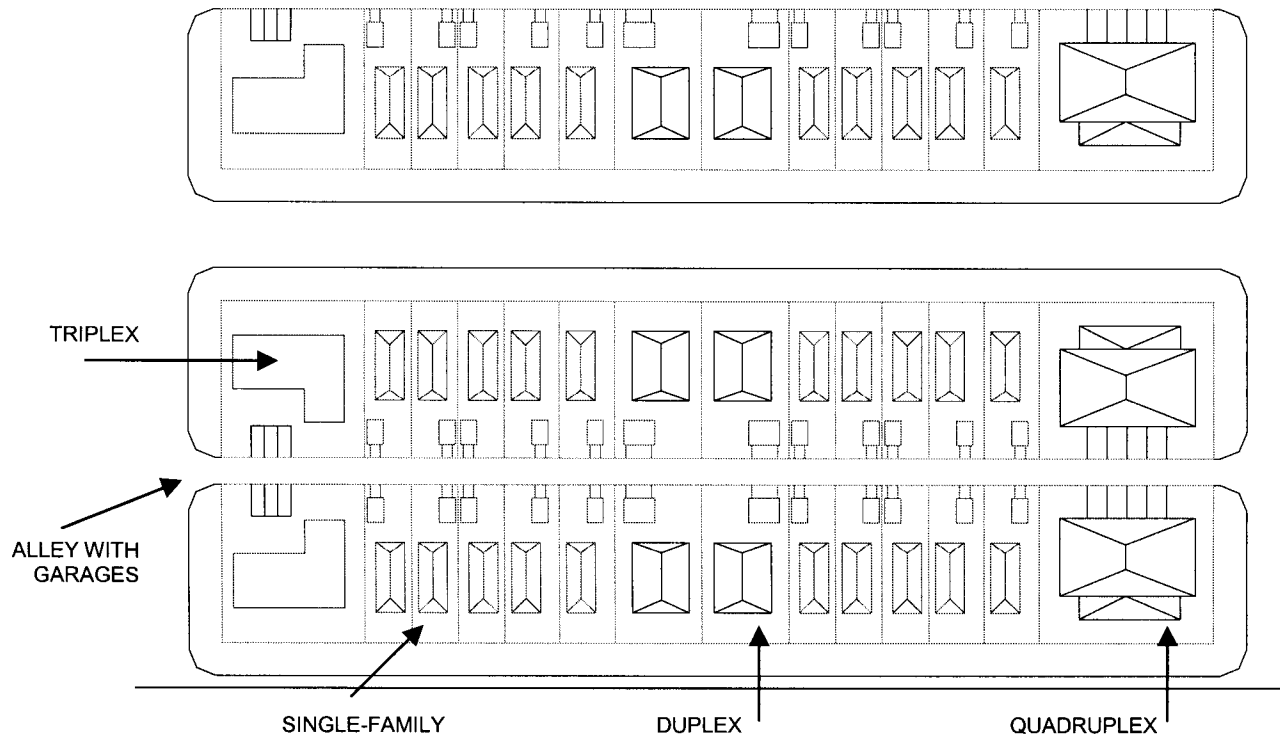 TRIPLEX
ALLEY WITH
GARAGES
SINGLE-FAMILY
DUPLEX
QUADRUPLEX